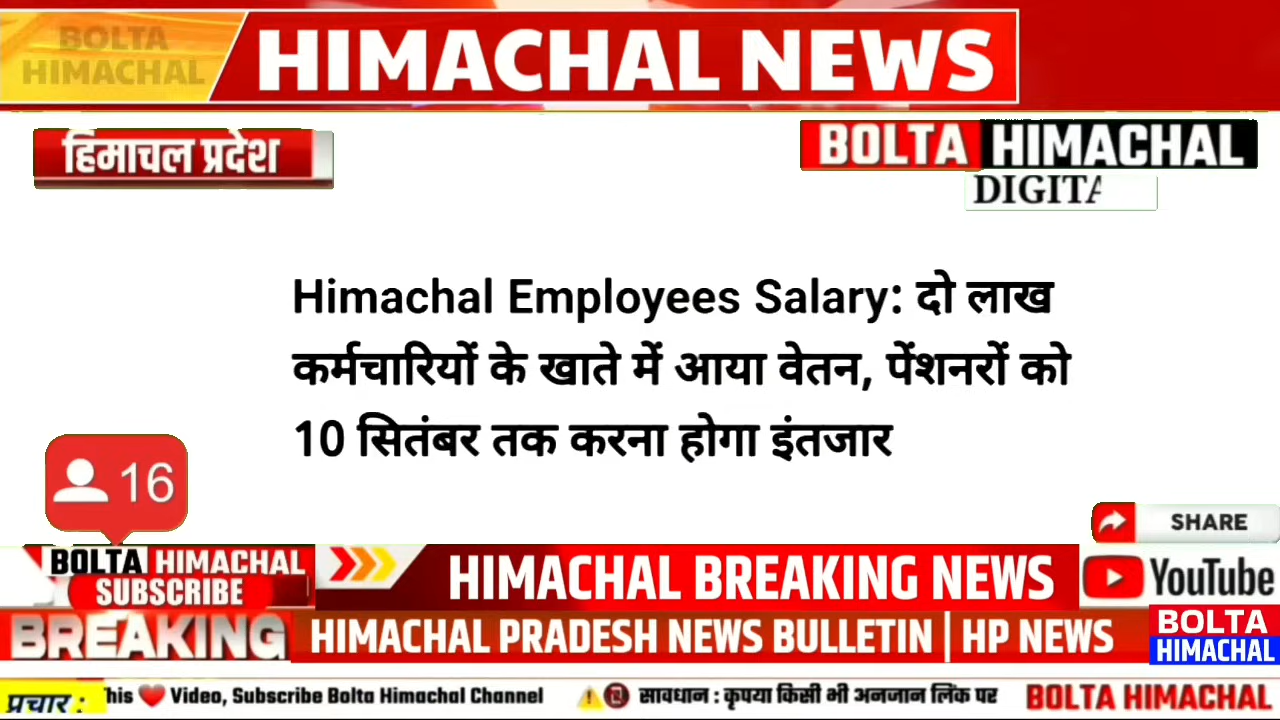 BOLTA
HIMACHAL
HIMACHAL NEWS
हिमाचल प्रदेश
BOLTA HIMACHAL
DIGITA
Himachal Employees Salary: दो लाख
कर्मचारियों के खाते में आया वेतन, पेंशनरों को
10 सितंबर तक करना होगा इंतजार
16
SHARE
BOLTA HIMACHAL
SUBSCRIBE
HIMACHAL BREAKING NEWS
YouTube
BREAKING
HIMACHAL PRADESH NEWS BULLETIN | HP NEWS
BOLTA
HIMACHAL
प्रचार :
his ❤️ Video, Subscribe Bolta Himachal Channel
⚠️ सावधान : कृपया किसी भी अनजान लिंक पर
BOLTA HIMACHAL